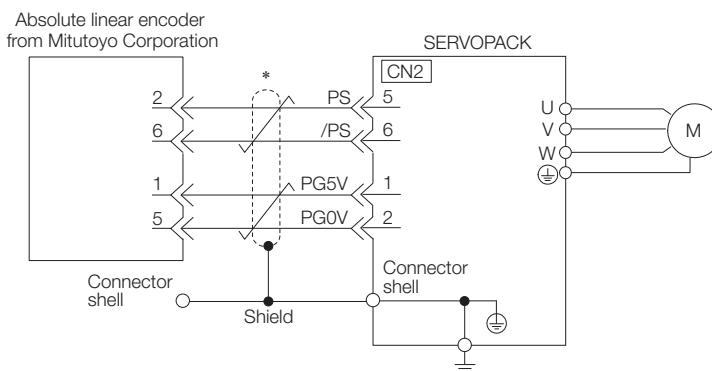 Absolute linear encoder
from Mitutoyo Corporation
SERVOPACK
CN2
*
2 PS 5
6 /PS 6
1 PG5V 1
5 PG0V 2
U
V
W
M
Connector
shell
Shield
Connector
shell